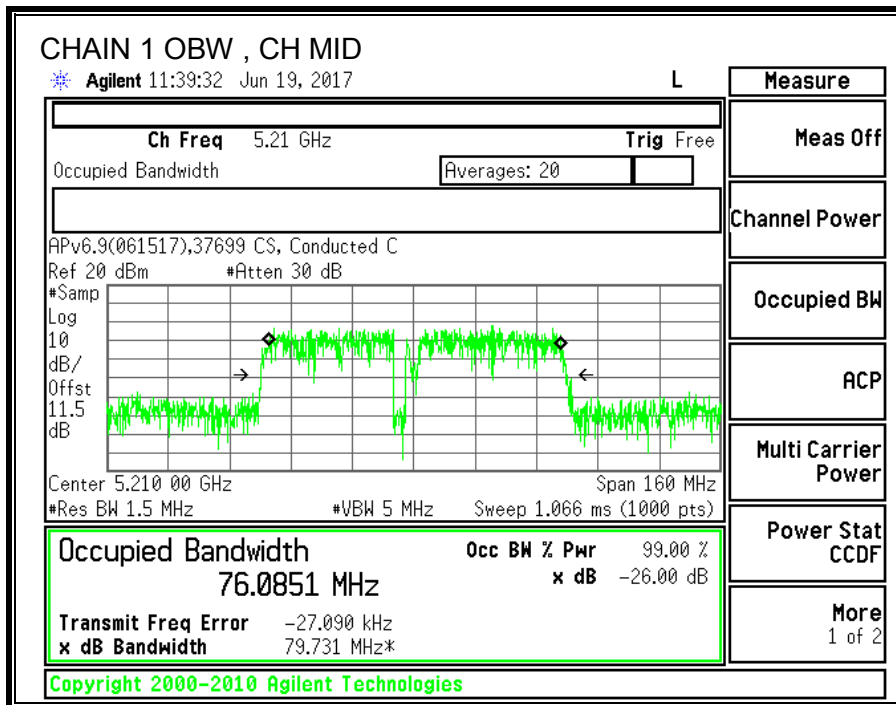 CHAIN 1 OBW , CH MID
Agilent 11:39:32 Jun 19, 2017 L
Measure
Ch Freq 5.21 GHz Trig Free
Occupied Bandwidth Averages: 20
APv6.9(061517),37699 CS, Conducted C
Ref 20 dBm #Atten 30 dB
#Samp
Log
10
dB/
Offst
11.5
dB
Center 5.210 00 GHz Span 160 MHz
#Res BW 1.5 MHz #VBW 5 MHz Sweep 1.066 ms (1000 pts)
Occupied Bandwidth Occ BW % Pwr 99.00 %
76.0851 MHz x dB -26.00 dB
Transmit Freq Error -27.090 kHz
x dB Bandwidth 79.731 MHz*
Meas Off
Channel Power
Occupied BW
ACP
Multi Carrier
Power
Power Stat
CCDF
More
1 of 2
Copyright 2000-2010 Agilent Technologies